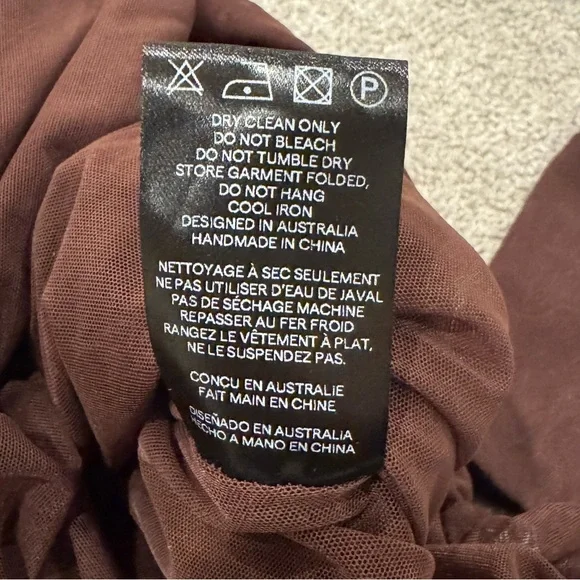 P
DRY CLEAN ONLY
DO NOT BLEACH
DO NOT TUMBLE DRY
STORE GARMENT FOLDED,
DO NOT HANG
COOL IRON
DESIGNED IN AUSTRALIA
HANDMADE IN CHINA
NETTOYAGE À SEC SEULEMENT
NE PAS UTILISER D'EAU DE JAVAL
PAS DE SÉCHAGE MACHINE
REPASSER AU FER FROID
RANGEZ LE VÊTEMENT À PLAT,
NE LE SUSPENDEZ PAS.
CONÇU EN AUSTRALIE
FAIT MAIN EN CHINE
DISEÑADO EN AUSTRALIA
HECHO A MANO EN CHINA